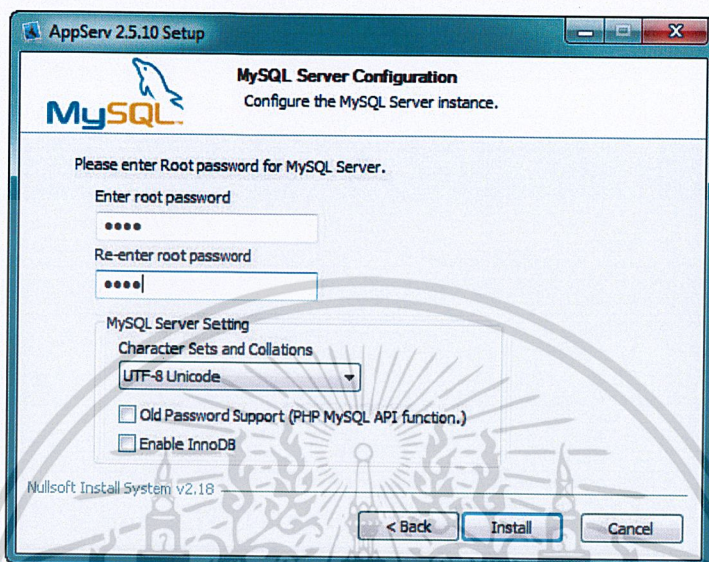 AppServ 2.5.10 Setup
MySQL
MySQL Server Configuration
Configure the MySQL Server instance.
Please enter Root password for MySQL Server.
Enter root password
••••
Re-enter root password
••••
MySQL Server Setting
Character Sets and Collations
UTF-8 Unicode
Old Password Support (PHP MySQL API function.)
Enable InnoDB
Nullsoft Install System v2.18
< Back Install Cancel